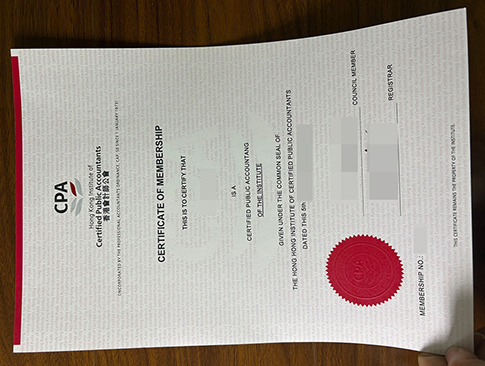 CPA
Hong Kong Institute of
Certified Public Accountants
香港會計師公會
(INCORPORATED BY THE PROFESSIONAL ACCOUNTANTS ORDINANCE, CAP. 50 SINCE 1 JANUARY 1973)
CERTIFICATE OF MEMBERSHIP
THIS IS TO CERTIFY THAT
IS A
CERTIFIED PUBLIC ACCOUNTANG
OF THE INSTITUTE
GIVEN UNDER THE COMMON SEAL OF
THE HONG HONG INSTITUTE OF CERTIFIED PUBLIC ACCOUNTANTS
DATED THIS 5th
COUNCIL MEMBER
REGISTRAR
CPA
MEMBERSHIP NO.
THIS CERTIFICATE REMAINS THE PROPERTY OF THE INSTITUTE.